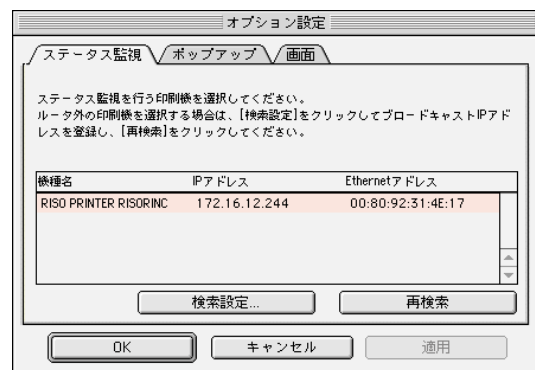 オプション設定
ステータス監視 ポップアップ 画面
ステータス監視を行う印刷機を選択してください。
ルータ外の印刷機を選択する場合は、[検索設定]をクリックしてブロードキャストIPアド
レスを登録し、[再検索]をクリックしてください。
機種名 IPアドレス Ethernetアドレス
RISO PRINTER RISORINC 172.16.12.244 00:80:92:31:4E:17
検索設定... 再検索
OK キャンセル 適用